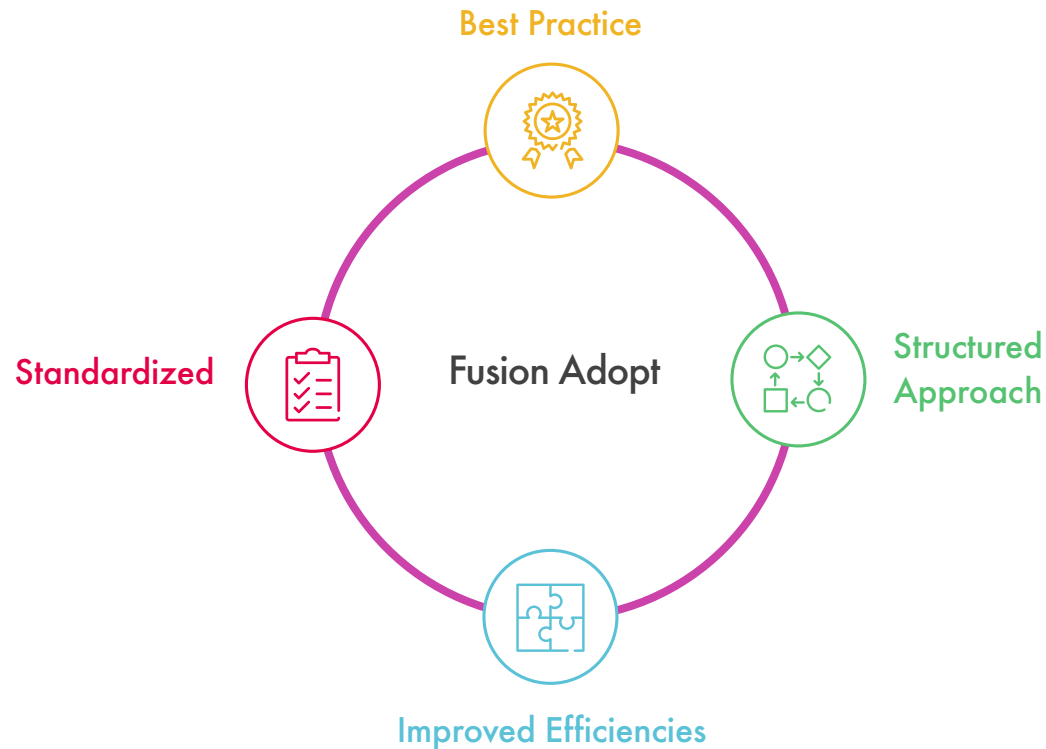 Best Practice
Standardized
Fusion Adopt
Structured
Approach
Improved Efficiencies